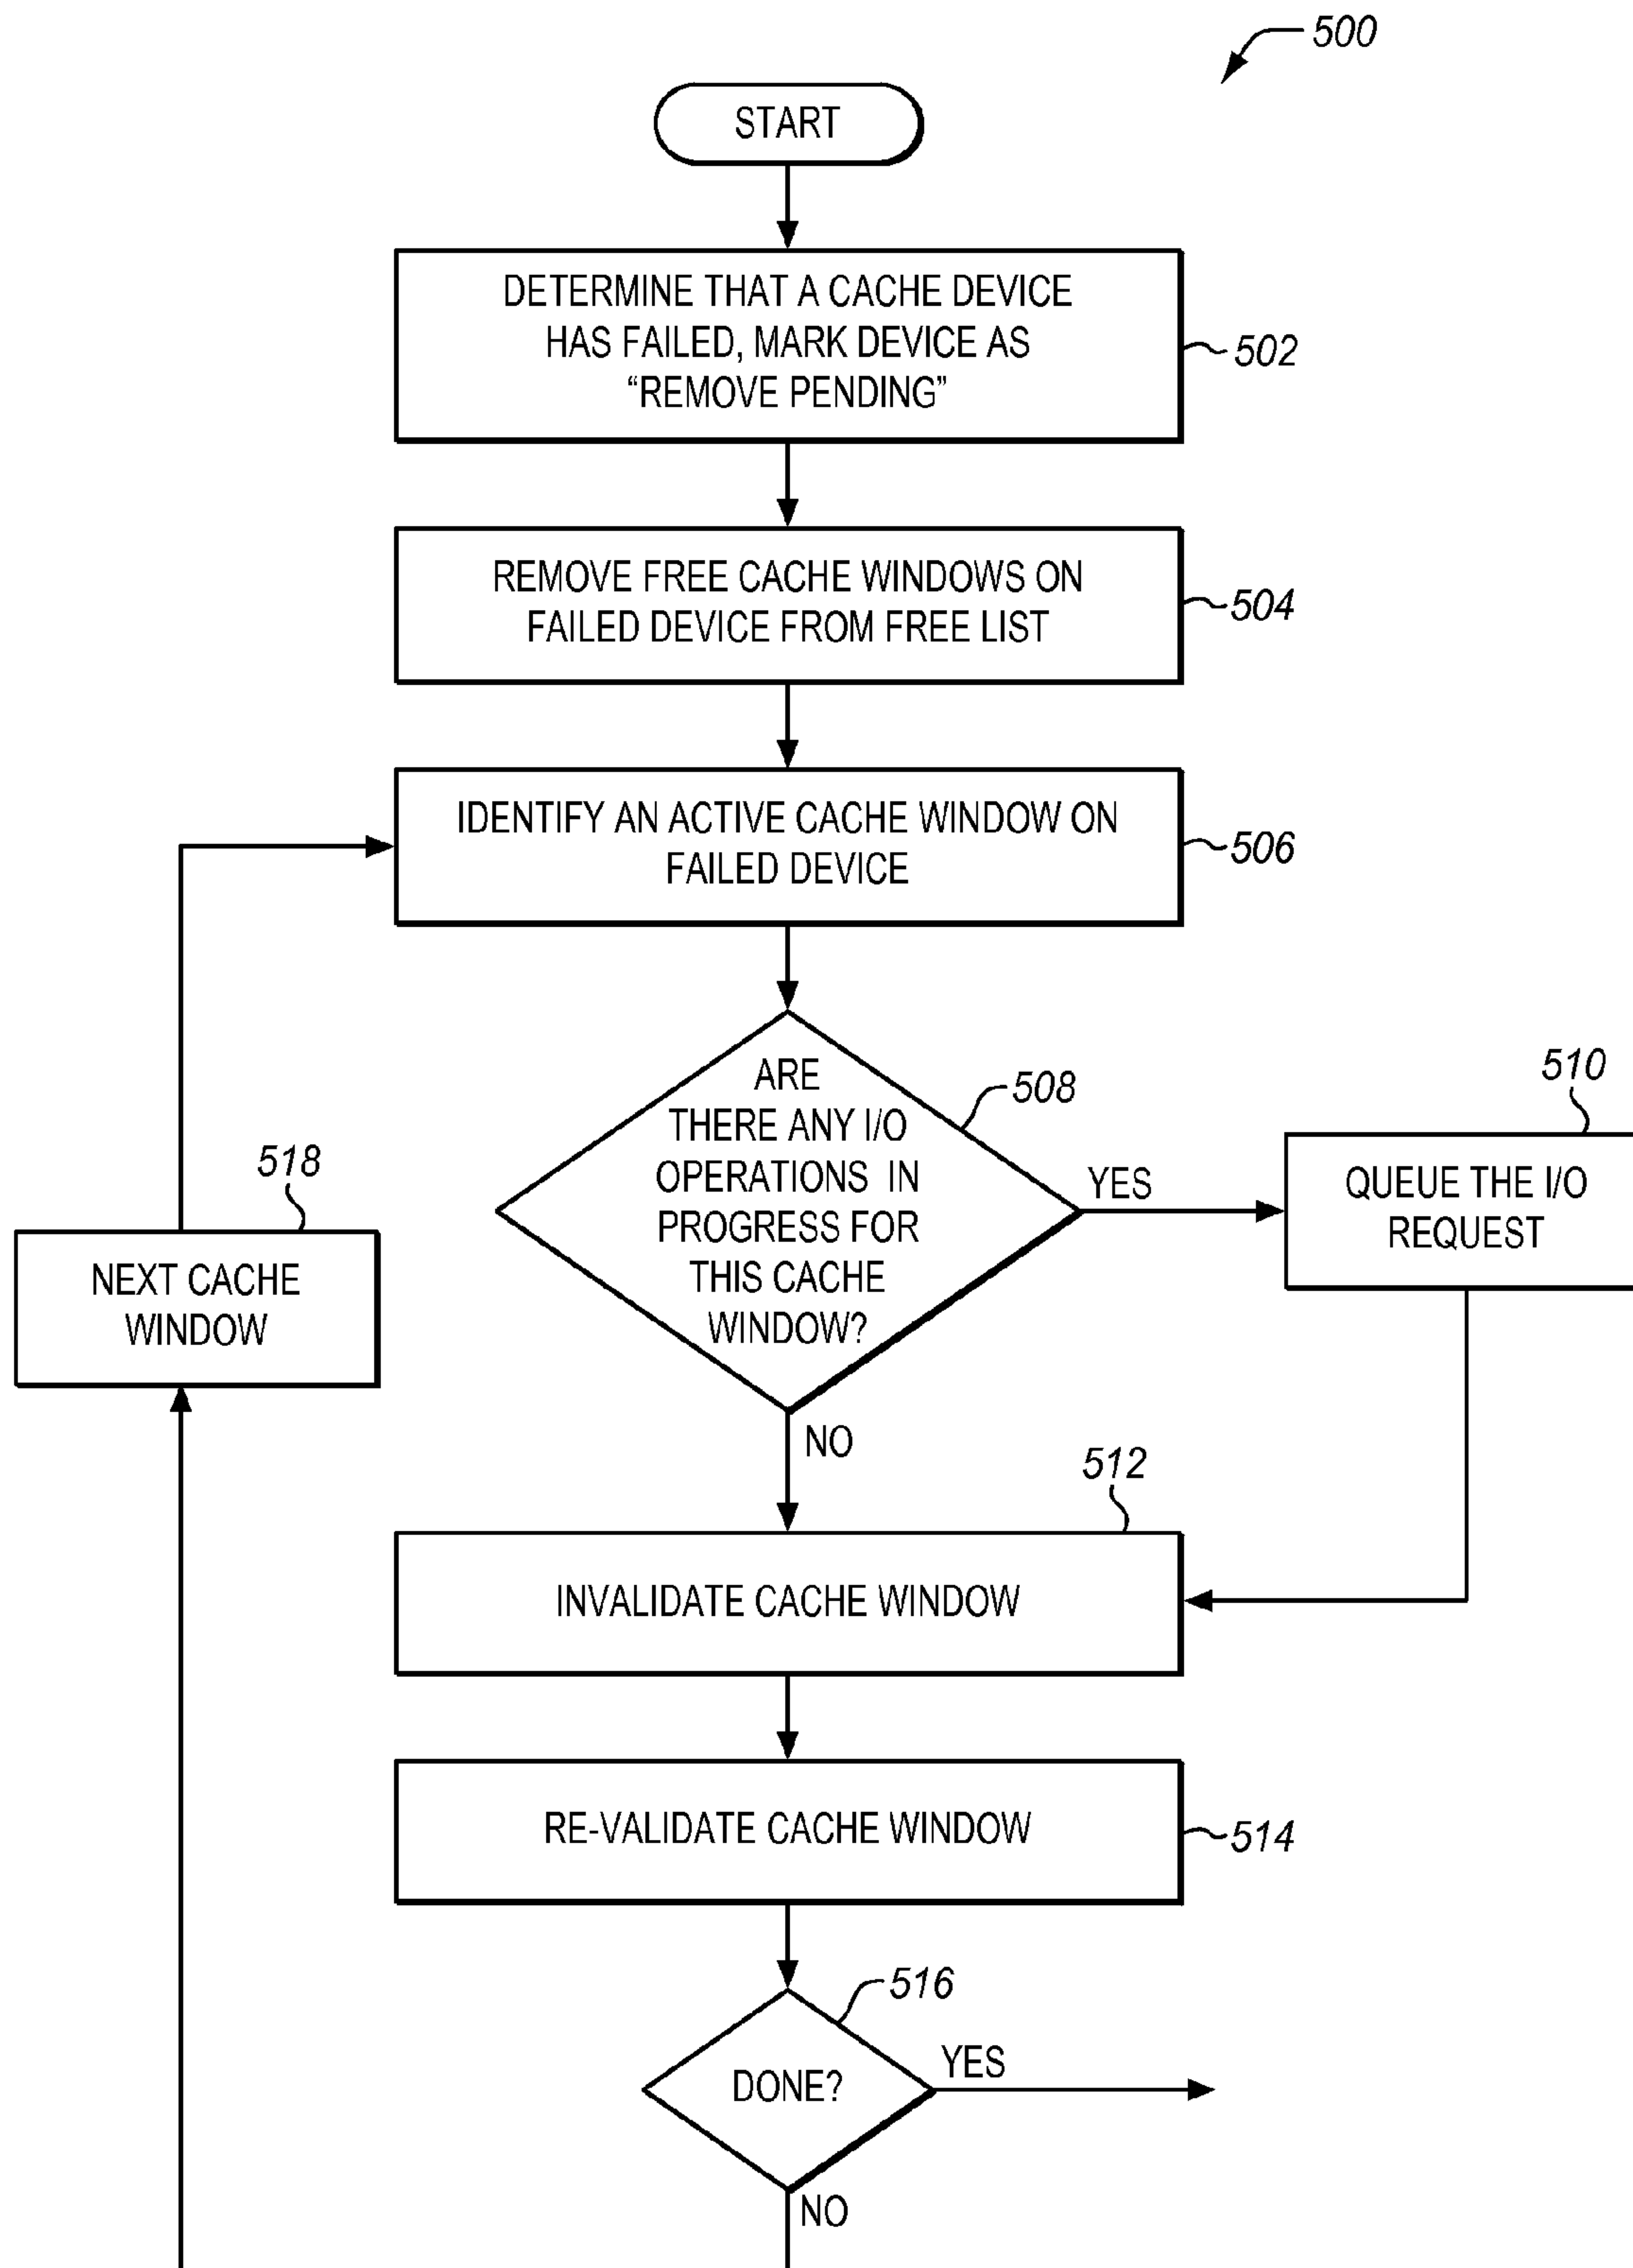 500
START
DETERMINE THAT A CACHE DEVICE
HAS FAILED, MARK DEVICE AS
“REMOVE PENDING”
502
REMOVE FREE CACHE WINDOWS ON
FAILED DEVICE FROM FREE LIST
504
IDENTIFY AN ACTIVE CACHE WINDOW ON
FAILED DEVICE
506
ARE
THERE ANY I/O
OPERATIONS IN
PROGRESS FOR
THIS CACHE
WINDOW?
508
YES
510
QUEUE THE I/O
REQUEST
518
NEXT CACHE
WINDOW
NO
512
INVALIDATE CACHE WINDOW
RE-VALIDATE CACHE WINDOW
514
516
DONE?
YES
NO